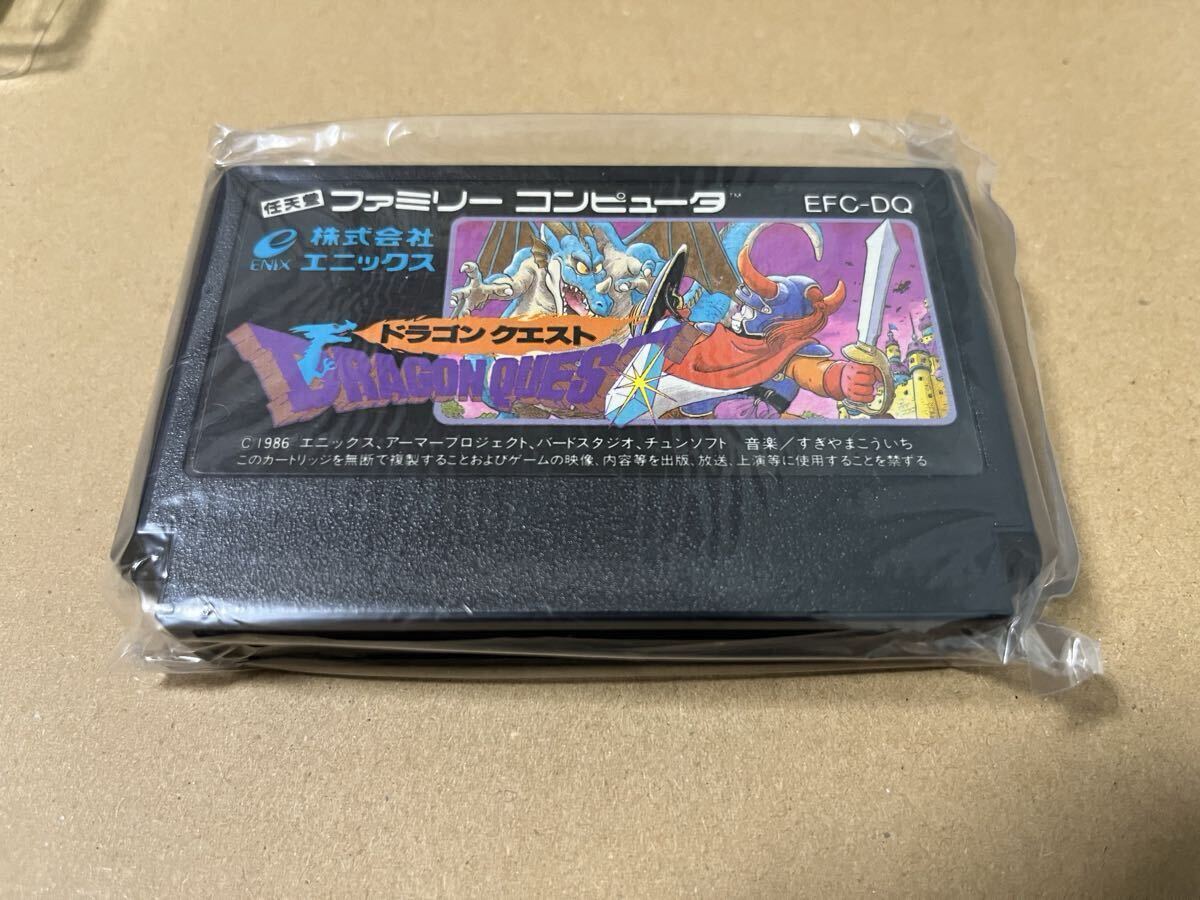 任天堂 ファミリー コンピュータ™ EFC-DQ
株式会社
ENIX エニックス
ドラゴン クエスト
DRAGON QUEST
C 1986 エニックス、アーマープロジェクト、バードスタジオ、チュンソフト 音楽／すぎやまこういち
このカートリッジを無断で複製することおよびゲームの映像、内容等を出版、放送、上演等に使用することを禁ずる